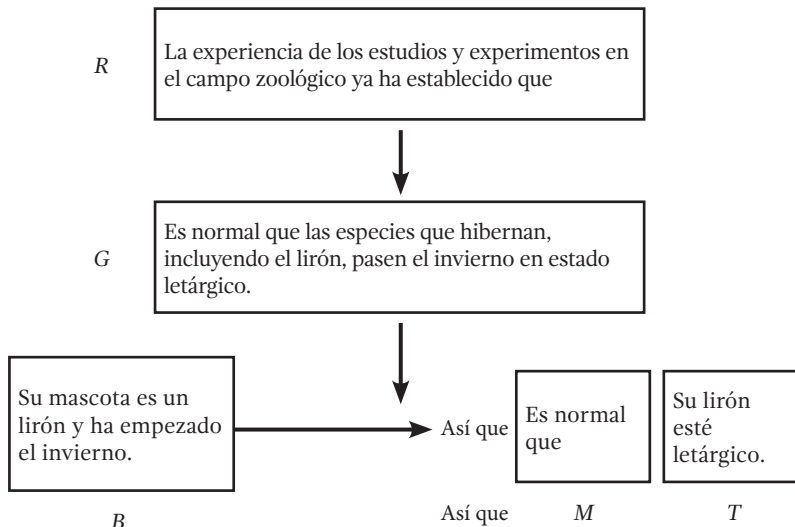 R
La experiencia de los estudios y experimentos en
el campo zoológico ya ha establecido que
G
Es normal que las especies que hibernan,
incluyendo el lirón, pasen el invierno en estado
letárgico.
Su mascota es un
lirón y ha empezado
el invierno.
Así que
Es normal
que
Su lirón
esté
letárgico.
B
Así que
M
T